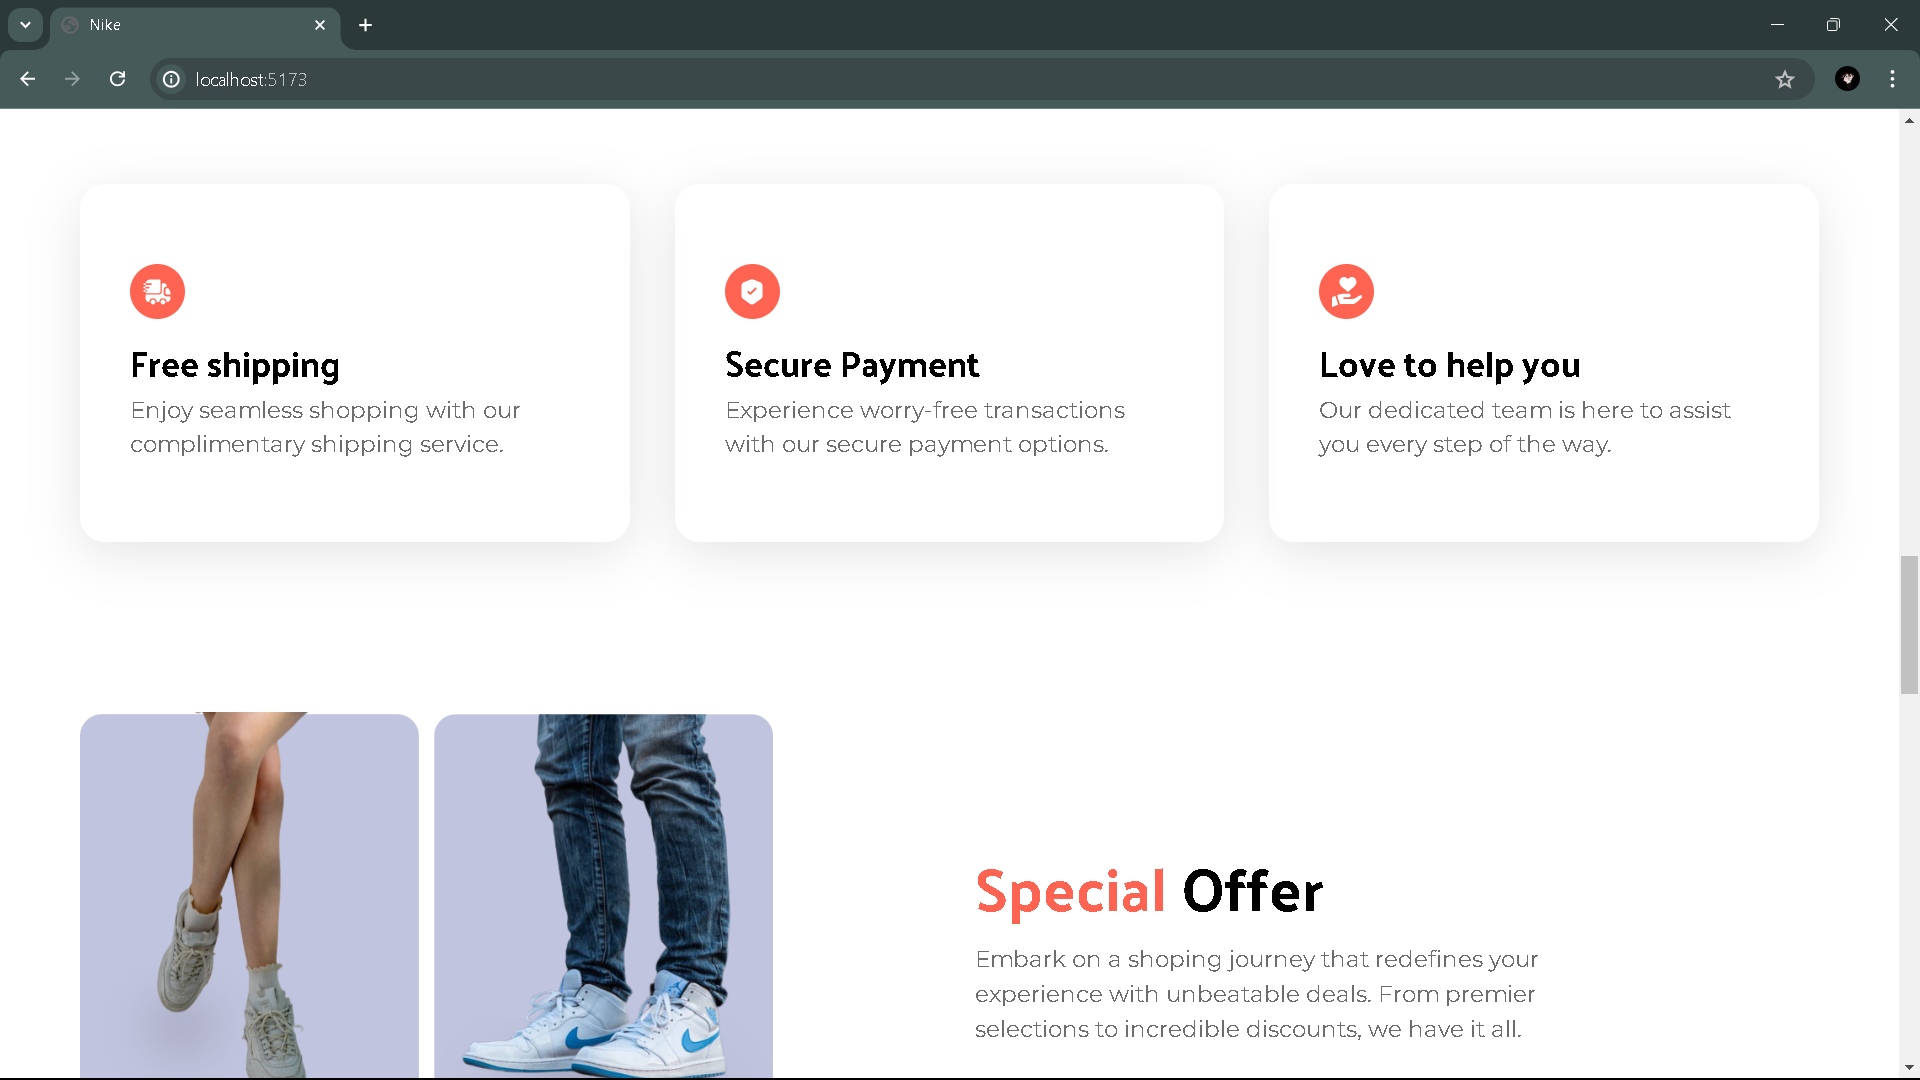 Nike
localhost:5173
Free shipping
Enjoy seamless shopping with our
complimentary shipping service.
Secure Payment
Experience worry-free transactions
with our secure payment options.
Love to help you
Our dedicated team is here to assist
you every step of the way.
Special Offer
Embark on a shoping journey that redefines your
experience with unbeatable deals. From premier
selections to incredible discounts, we have it all.